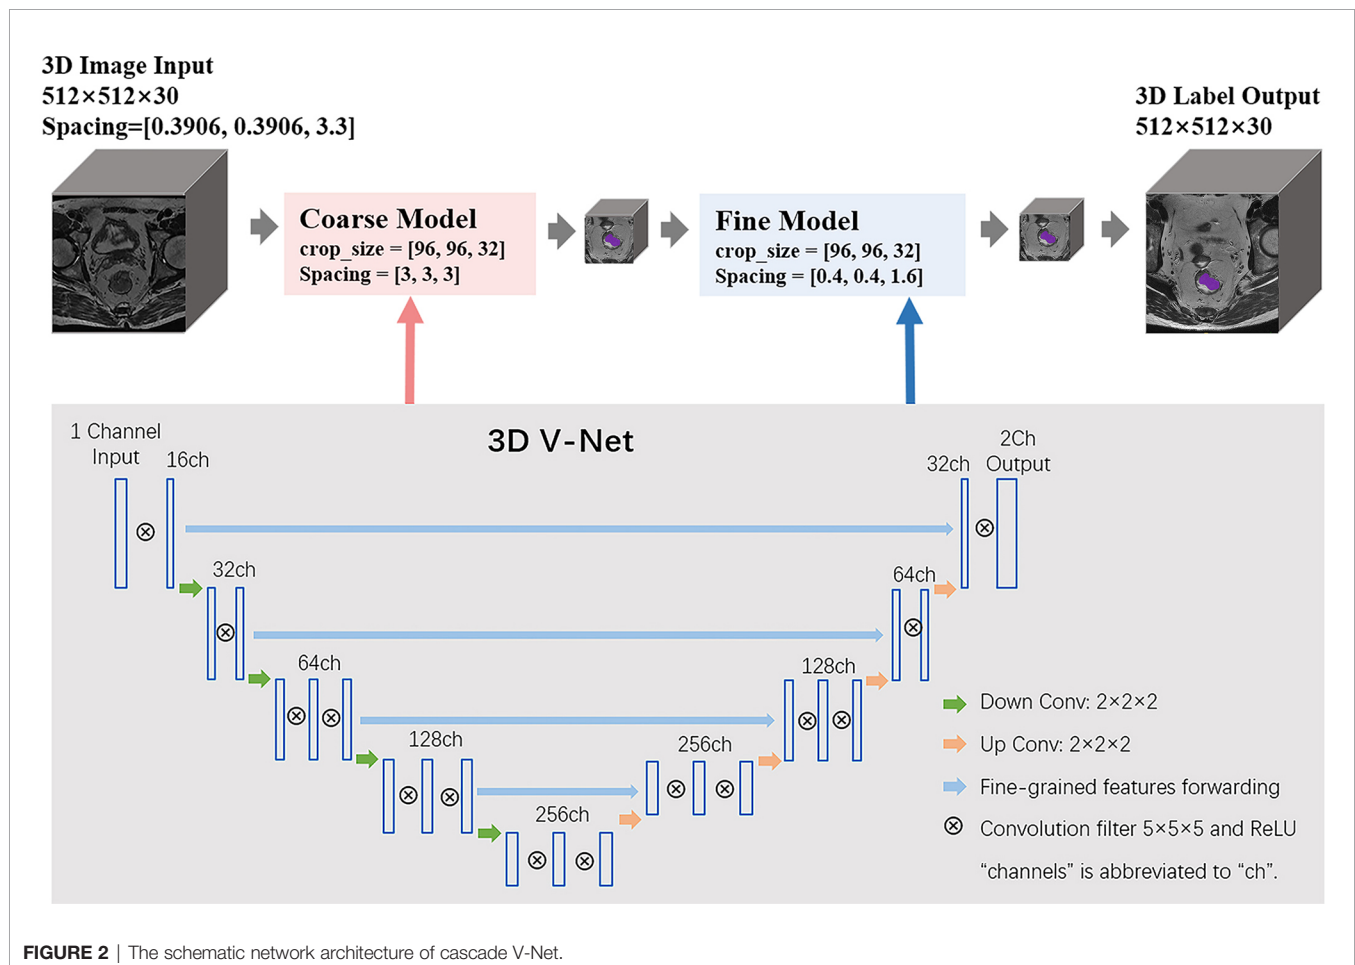 3D Image Input
512×512×30
Spacing=[0.3906, 0.3906, 3.3]
3D Label Output
512×512×30
Coarse Model
crop_size = [96, 96, 32]
Spacing = [3, 3, 3]
Fine Model
crop_size = [96, 96, 32]
Spacing = [0.4, 0.4, 1.6]
3D V-Net
1 Channel
Input
16ch
32ch
2Ch
Output
32ch
64ch
64ch
128ch
128ch
256ch
256ch
Down Conv: 2×2×2
Up Conv: 2×2×2
Fine-grained features forwarding
Convolution filter 5×5×5 and ReLU
“channels” is abbreviated to “ch”.
FIGURE 2 | The schematic network architecture of cascade V-Net.